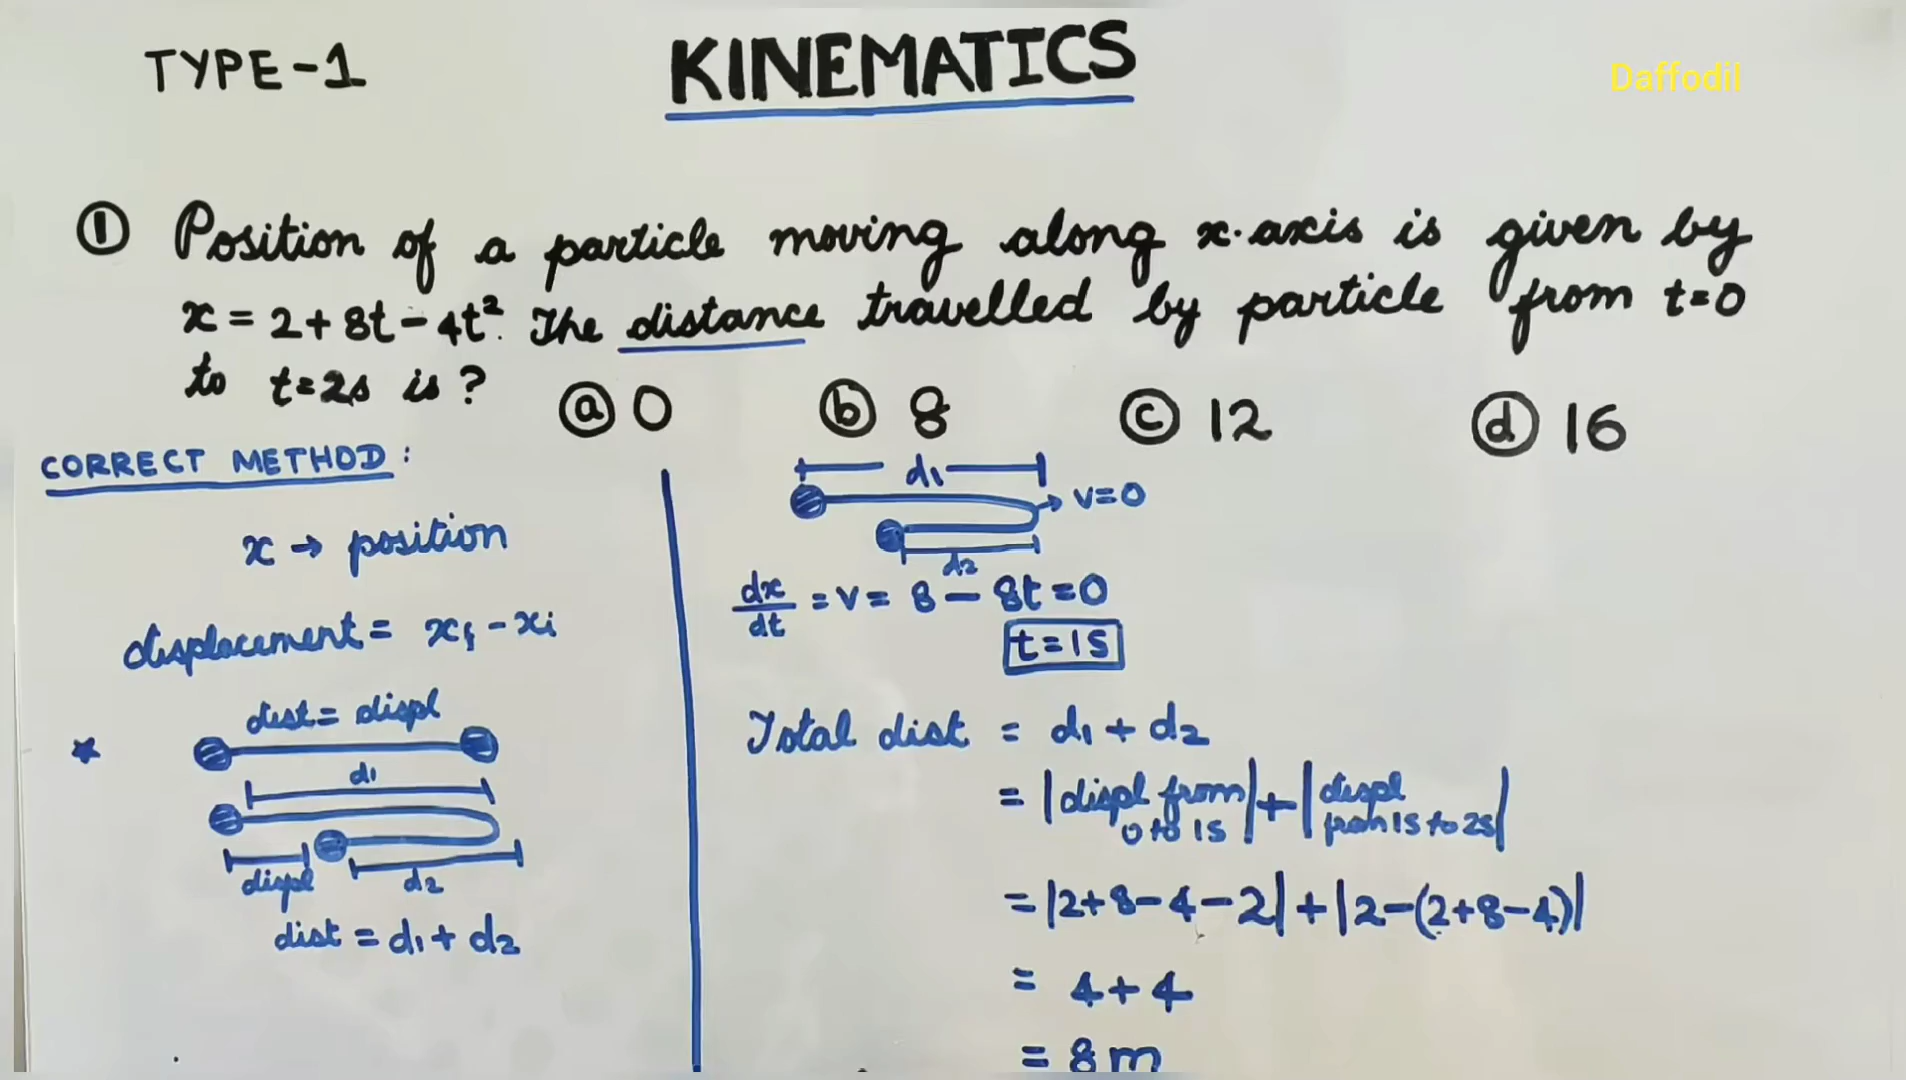 TYPE-1
KINEMATICS
Daffodil
① Position of a particle moving along x-axis is given by
x = 2 + 8t - 4t². The distance travelled by particle from t=0
to t=2s is ?
ⓐ 0 ⓑ 8 ⓒ 12 ⓓ 16
CORRECT METHOD :
x → position
displacement = xf - xi
★ dist = displ
d1
displ d2
dist = d1 + d2
d1
→ v=0
d2
dx/dt = v = 8 - 8t = 0
t = 1s
Total dist = d1 + d2
= |displ from 0 to 1s| + |displ from 1s to 2s|
= |2+8-4-2| + |2-(2+8-4)|
= 4 + 4
= 8m